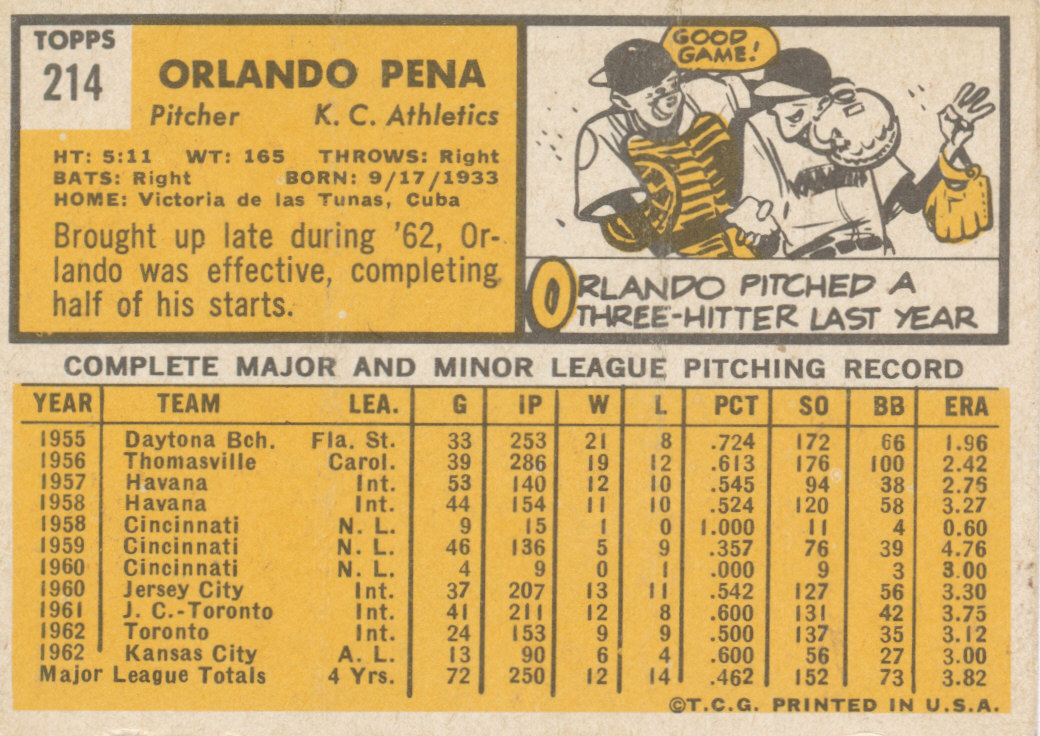 TOPPS
214
ORLANDO PENA
Pitcher K. C. Athletics
HT: 5:11 WT: 165 THROWS: Right
BATS: Right BORN: 9/17/1933
HOME: Victoria de las Tunas, Cuba
Brought up late during '62, Or-
lando was effective, completing
half of his starts.
GOOD
GAME!
ORLANDO PITCHED A
THREE-HITTER LAST YEAR
COMPLETE MAJOR AND MINOR LEAGUE PITCHING RECORD
YEAR TEAM LEA. G IP W L PCT SO BB ERA
1955 Daytona Bch. Fla. St. 33 253 21 8 .724 172 66 1.96
1956 Thomasville Carol. 39 286 19 12 .613 176 100 2.42
1957 Havana Int. 53 140 12 10 .545 94 38 2.76
1958 Havana Int. 44 154 11 10 .524 120 58 3.27
1958 Cincinnati N. L. 9 15 1 0 1.000 11 4 0.60
1959 Cincinnati N. L. 46 136 5 9 .357 76 39 4.76
1960 Cincinnati N. L. 4 9 0 1 .000 9 3 3.00
1960 Jersey City Int. 37 207 13 11 .542 127 56 3.30
1961 J. C.-Toronto Int. 41 211 12 8 .600 131 42 3.75
1962 Toronto Int. 24 153 9 9 .500 137 35 3.12
1962 Kansas City A. L. 13 90 6 4 .600 56 27 3.00
Major League Totals 4 Yrs. 72 250 12 14 .462 152 73 3.82
©T.C.G. PRINTED IN U.S.A.